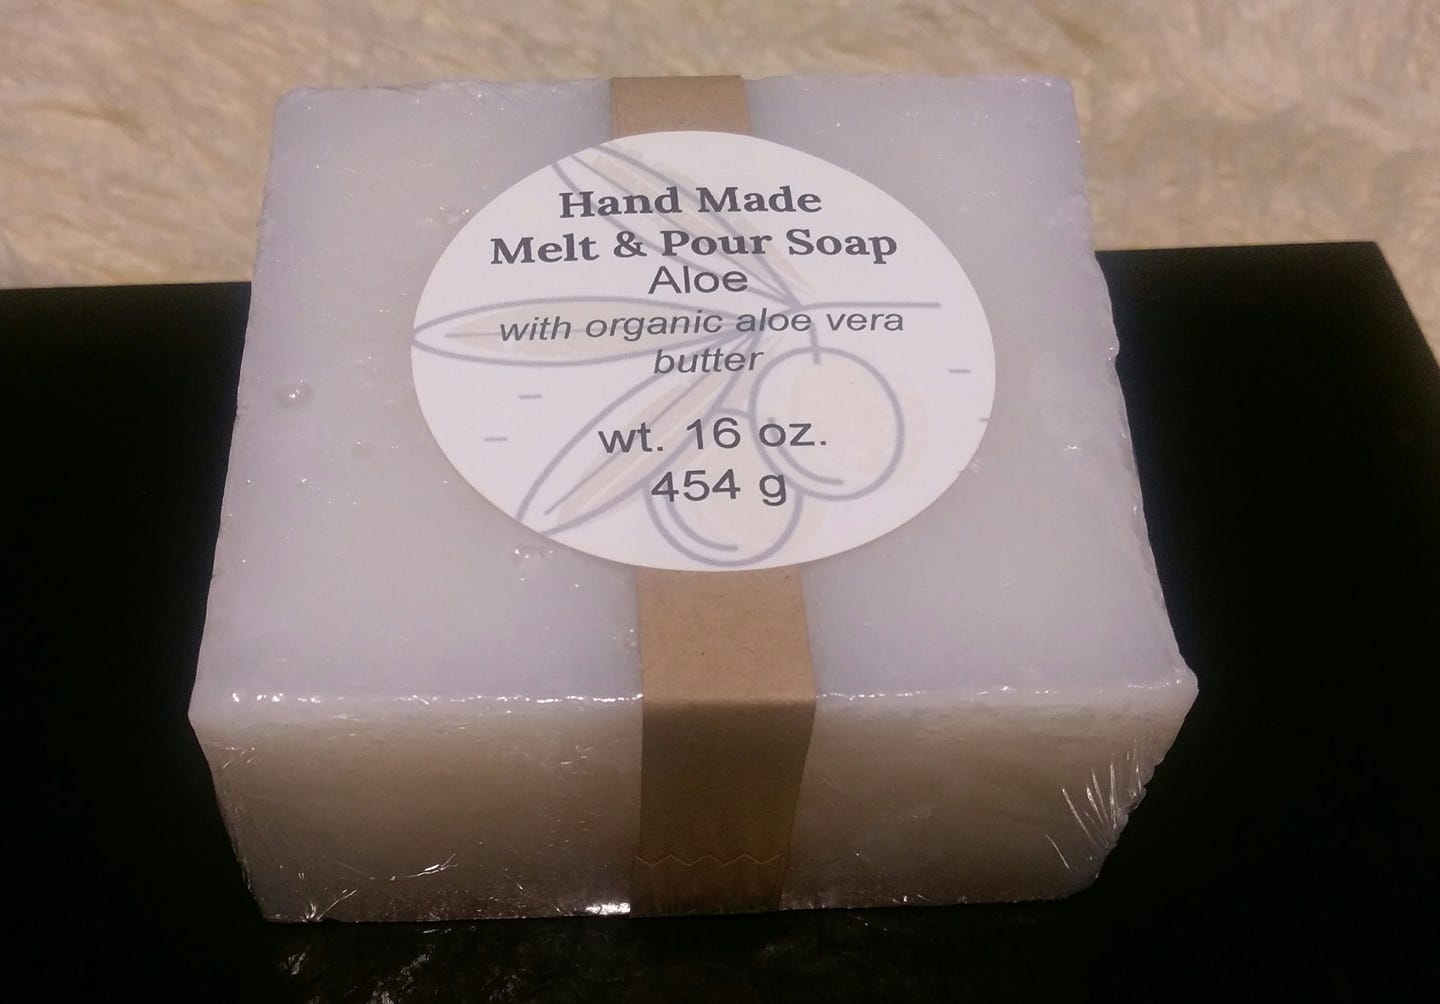 Hand Made
Melt & Pour Soap
Aloe
with organic aloe vera
butter
wt. 16 oz.
454 g